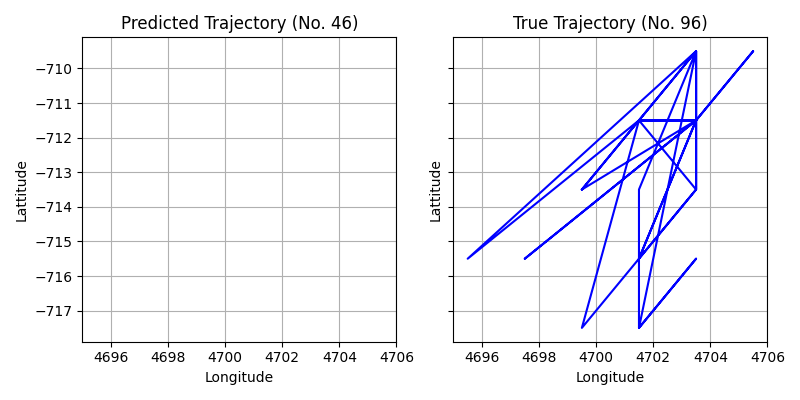 Predicted Trajectory (No. 46)
True Trajectory (No. 96)
−710
−711
−712
−713
−714
−715
−716
−717
Lattitude
Lattitude
4696 4698 4700 4702 4704 4706
4696 4698 4700 4702 4704 4706
Longitude
Longitude